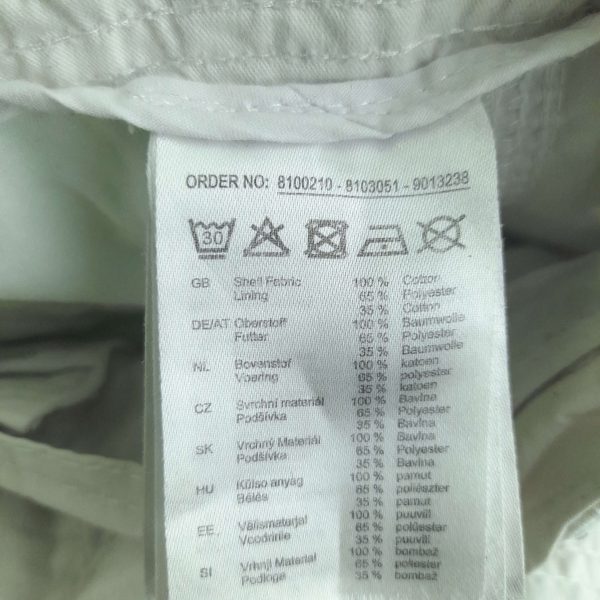 ORDER NO: 8100210 - 8103051 - 9013238
30
GB Shell Fabric 100 % Cotton
Lining 65 % Polyester
35 % Cotton
DE/AT Oberstoff 100 % Baumwolle
Futter 65 % Polyester
35 % Baumwolle
NL Bovenstof 100 % katoen
Voering 65 % polyester
35 % katoen
CZ Svrchní materiál 100 % Bavlna
Podšívka 65 % Polyester
35 % Bavlna
SK Vrchný Materiál 100 % Bavlna
Podšívka 65 % Polyester
35 % Bavlna
HU Külso anyag 100 % pamut
Bélés 65 % poliészter
35 % pamut
EE Välismaterjal 100 % puuvill
Voodriile 65 % polüester
35 % puuvill
SI Vrhnji Material 100 % bombaž
Podloga 65 % poliester
35 % bombaž